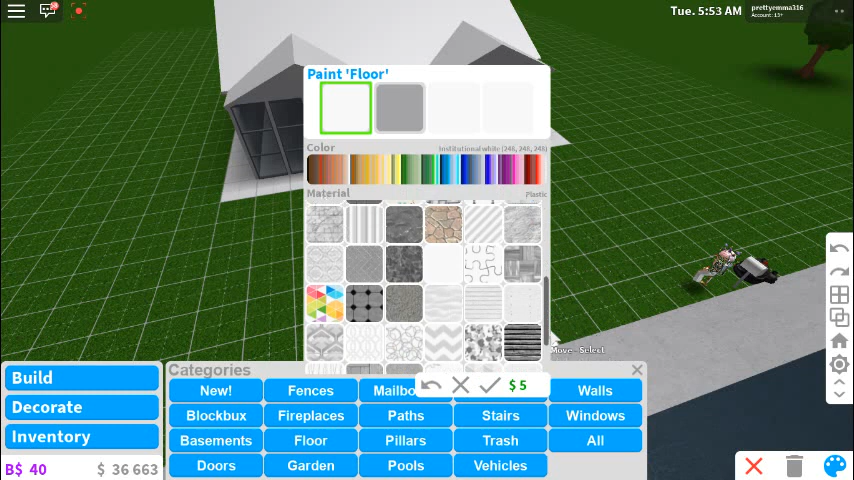 Tue. 5:53 AM
prettyemma316
Account: 13+
Paint 'Floor'
Color
Institutional white (248, 248, 248)
Material
Plastic
Move - Select
Build
Decorate
Inventory
B$ 40
$ 36 663
Categories
$ 5
New!
Fences
Mailbo
Walls
Blockbux
Fireplaces
Paths
Stairs
Windows
Basements
Floor
Pillars
Trash
All
Doors
Garden
Pools
Vehicles